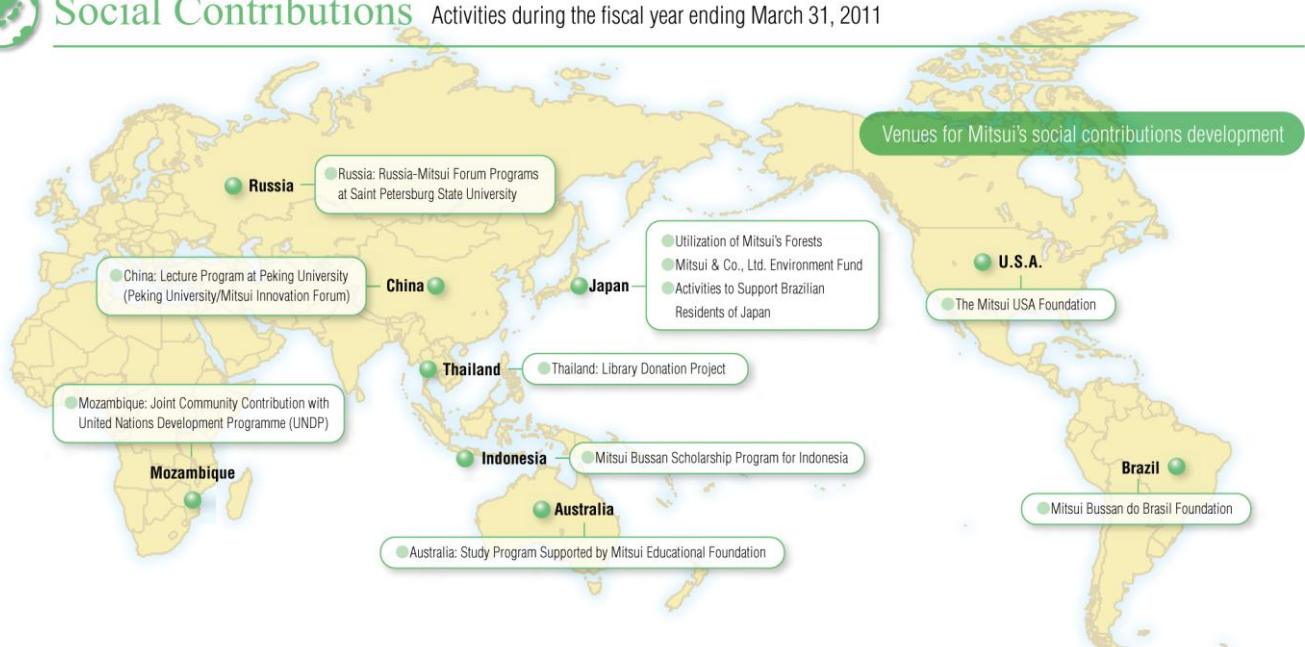 Social Contributions Activities during the fiscal year ending March 31, 2011
Venues for Mitsui's social contributions development
Russia
Russia: Russia-Mitsui Forum Programs
at Saint Petersburg State University
China: Lecture Program at Peking University
(Peking University/Mitsui Innovation Forum)
China
Japan
Utilization of Mitsui's Forests
Mitsui & Co., Ltd. Environment Fund
Activities to Support Brazilian
Residents of Japan
U.S.A.
The Mitsui USA Foundation
Thailand
Thailand: Library Donation Project
Mozambique: Joint Community Contribution with
United Nations Development Programme (UNDP)
Mozambique
Indonesia
Mitsui Bussan Scholarship Program for Indonesia
Brazil
Mitsui Bussan do Brasil Foundation
Australia
Australia: Study Program Supported by Mitsui Educational Foundation